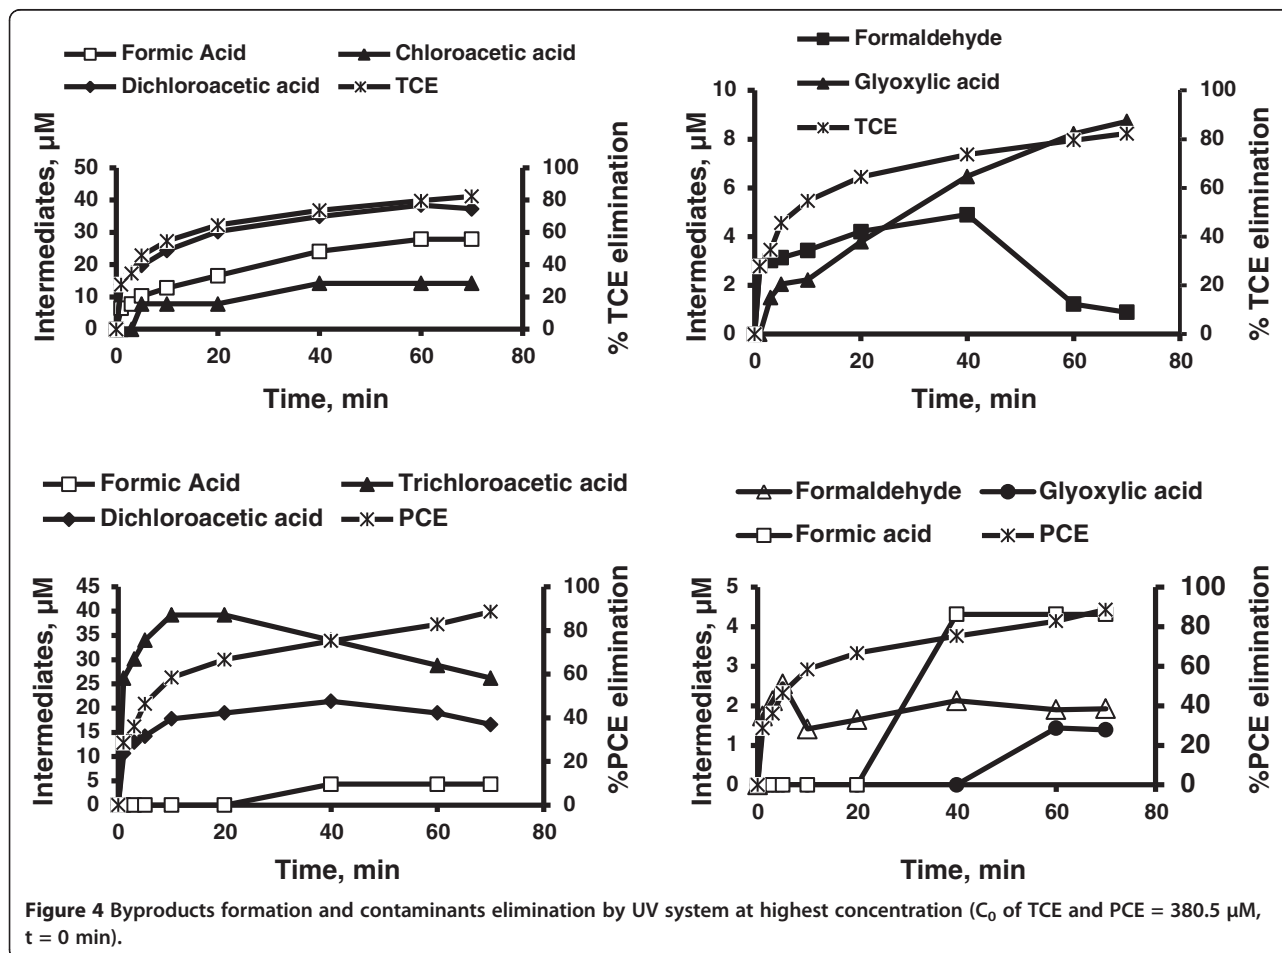 Formic Acid
Chloroacetic acid
Dichloroacetic acid
TCE
Intermediates, µM
50
40
30
20
10
0
100
80
60
40
20
0
% TCE elimination
0 20 40 60 80
Time, min
Formaldehyde
Glyoxylic acid
TCE
Intermediates, µM
10
8
6
4
2
0
100
80
60
40
20
0
% TCE elimination
0 20 40 60 80
Time, min
Formic Acid
Trichloroacetic acid
Dichloroacetic acid
PCE
Intermediates, µM
45
40
35
30
25
20
15
10
5
0
100
80
60
40
20
0
%PCE elimination
0 20 40 60 80
Time, min
Formaldehyde
Glyoxylic acid
Formic acid
PCE
Intermediates, µM
5
4
3
2
1
0
100
80
60
40
20
0
%PCE elimination
0 20 40 60 80
Time, min
Figure 4 Byproducts formation and contaminants elimination by UV system at highest concentration (C₀ of TCE and PCE = 380.5 µM,
t = 0 min).